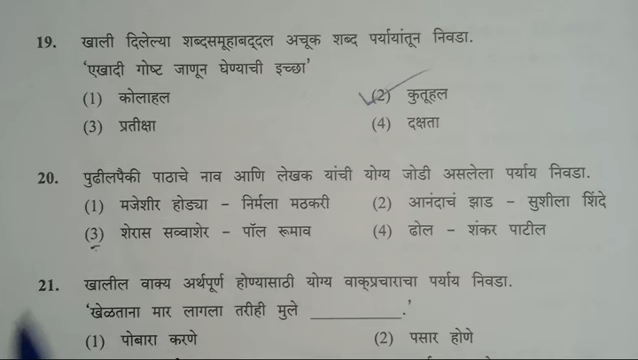 19. खाली दिलेल्या शब्दसमूहाबद्दल अचूक शब्द पर्यायांतून निवडा.
'एखादी गोष्ट जाणून घेण्याची इच्छा'
(1) कोलाहल (2) कुतूहल
(3) प्रतीक्षा (4) दक्षता
20. पुढीलपैकी पाठाचे नाव आणि लेखक यांची योग्य जोडी असलेला पर्याय निवडा.
(1) मजेशीर होड्या – निर्मला मठकरी (2) आनंदाचं झाड – सुशीला शिंदे
(3) शेरास सव्वाशेर – पॉल रूमाव (4) ढोल – शंकर पाटील
21. खालील वाक्य अर्थपूर्ण होण्यासाठी योग्य वाक्प्रचाराचा पर्याय निवडा.
'खेळताना मार लागला तरीही मुले __________.'
(1) पोबारा करणे (2) पसार होणे